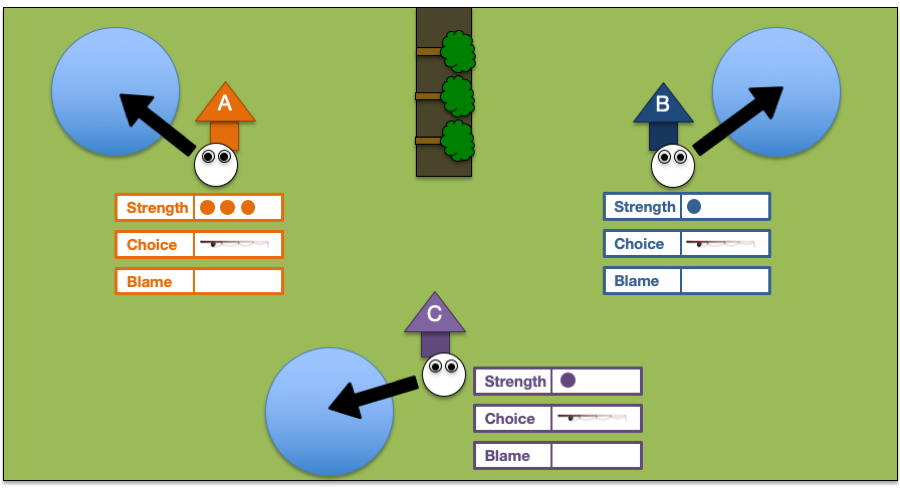 A
B
Strength
Choice
Blame
Strength
Choice
Blame
C
Strength
Choice
Blame